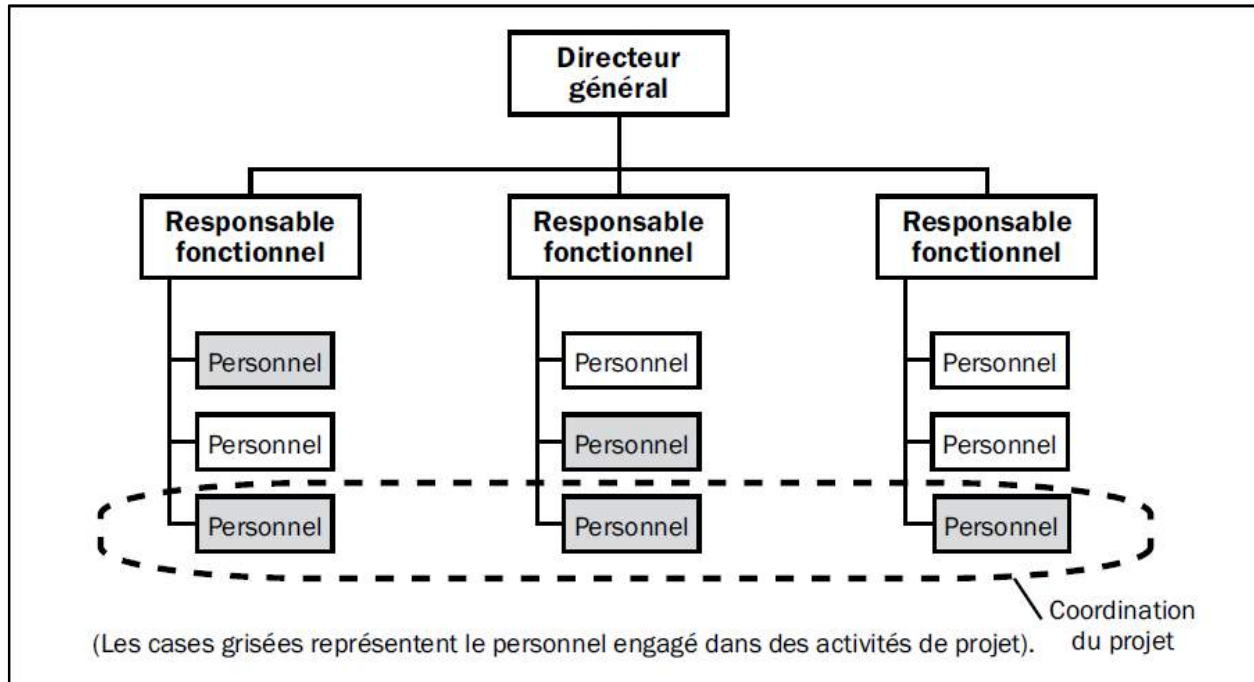 Directeur
général
Responsable
fonctionnel
Responsable
fonctionnel
Responsable
fonctionnel
Personnel
Personnel
Personnel
Personnel
Personnel
Personnel
Personnel
Personnel
Personnel
Coordination
du projet
(Les cases grisées représentent le personnel engagé dans des activités de projet).